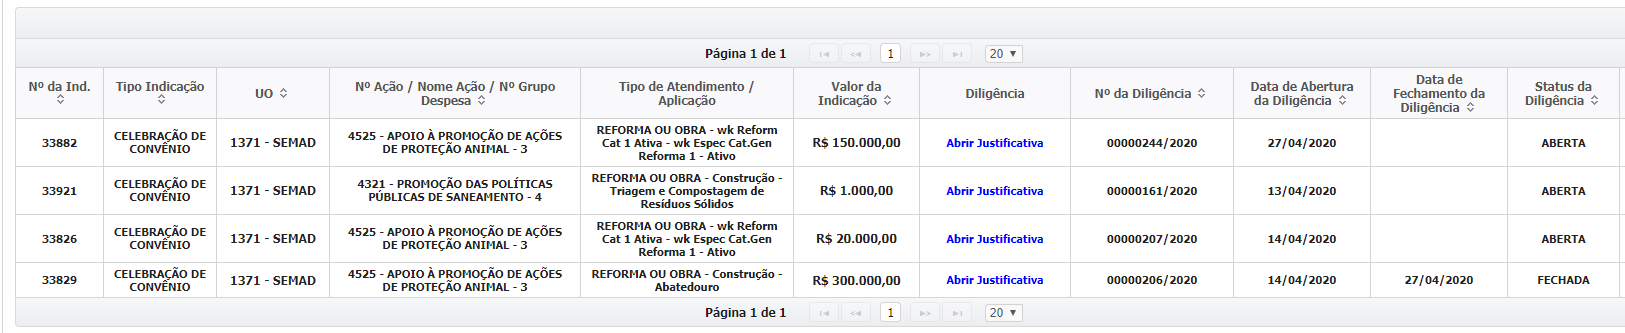 Página 1 de 1 1 20
Nº da Ind. Tipo Indicação UO Nº Ação / Nome Ação / Nº Grupo Despesa Tipo de Atendimento / Aplicação Valor da Indicação Diligência Nº da Diligência Data de Abertura da Diligência Data de Fechamento da Diligência Status da Diligência
33882 CELEBRAÇÃO DE CONVÊNIO 1371 - SEMAD 4525 - APOIO À PROMOÇÃO DE AÇÕES DE PROTEÇÃO ANIMAL - 3 REFORMA OU OBRA - wk Reform Cat 1 Ativa - wk Espec Cat.Gen Reforma 1 - Ativo R$ 150.000,00 Abrir Justificativa 00000244/2020 27/04/2020 ABERTA
33921 CELEBRAÇÃO DE CONVÊNIO 1371 - SEMAD 4321 - PROMOÇÃO DAS POLÍTICAS PÚBLICAS DE SANEAMENTO - 4 REFORMA OU OBRA - Construção - Triagem e Compostagem de Resíduos Sólidos R$ 1.000,00 Abrir Justificativa 00000161/2020 13/04/2020 ABERTA
33826 CELEBRAÇÃO DE CONVÊNIO 1371 - SEMAD 4525 - APOIO À PROMOÇÃO DE AÇÕES DE PROTEÇÃO ANIMAL - 3 REFORMA OU OBRA - wk Reform Cat 1 Ativa - wk Espec Cat.Gen Reforma 1 - Ativo R$ 20.000,00 Abrir Justificativa 00000207/2020 14/04/2020 ABERTA
33829 CELEBRAÇÃO DE CONVÊNIO 1371 - SEMAD 4525 - APOIO À PROMOÇÃO DE AÇÕES DE PROTEÇÃO ANIMAL - 3 REFORMA OU OBRA - Construção - Abatedouro R$ 300.000,00 Abrir Justificativa 00000206/2020 14/04/2020 27/04/2020 FECHADA
Página 1 de 1 1 20